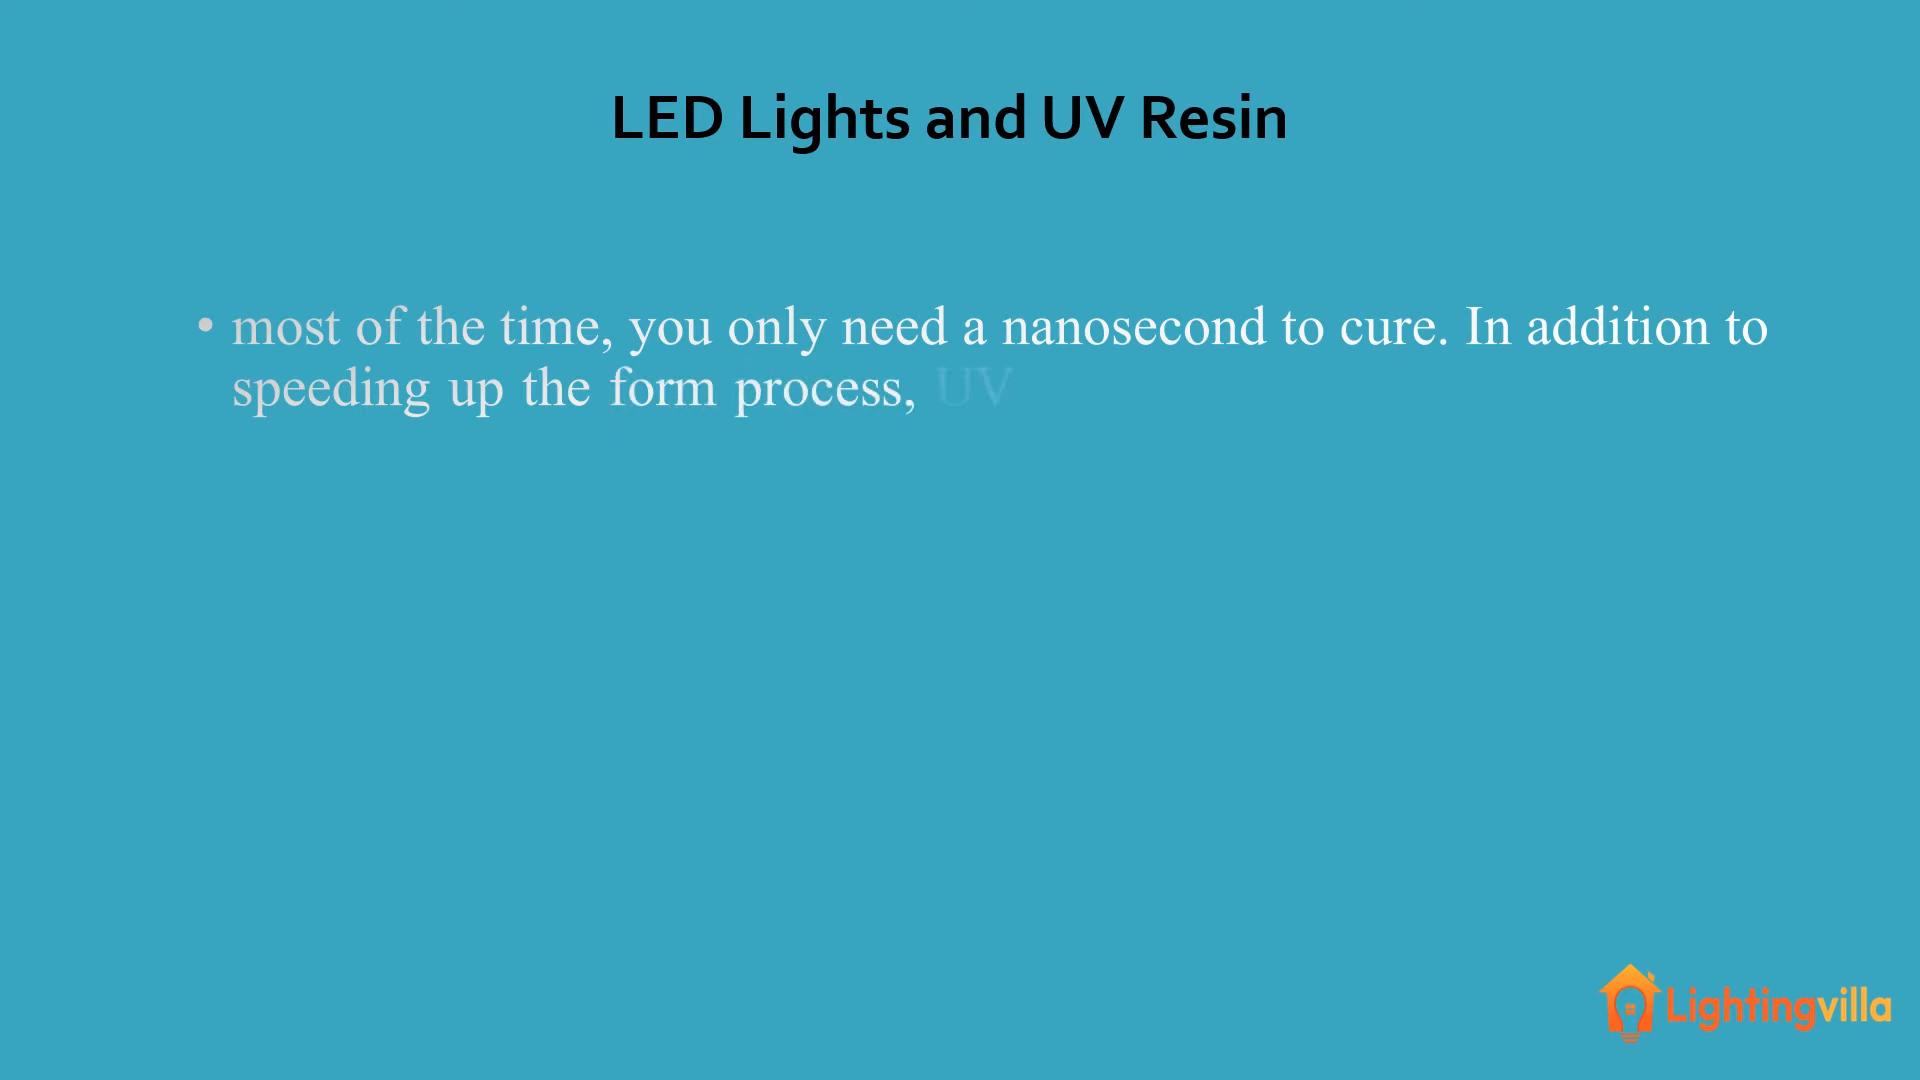 LED Lights and UV Resin
• most of the time, you only need a nanosecond to cure. In addition to
speeding up the form process, UV
Lightingvilla